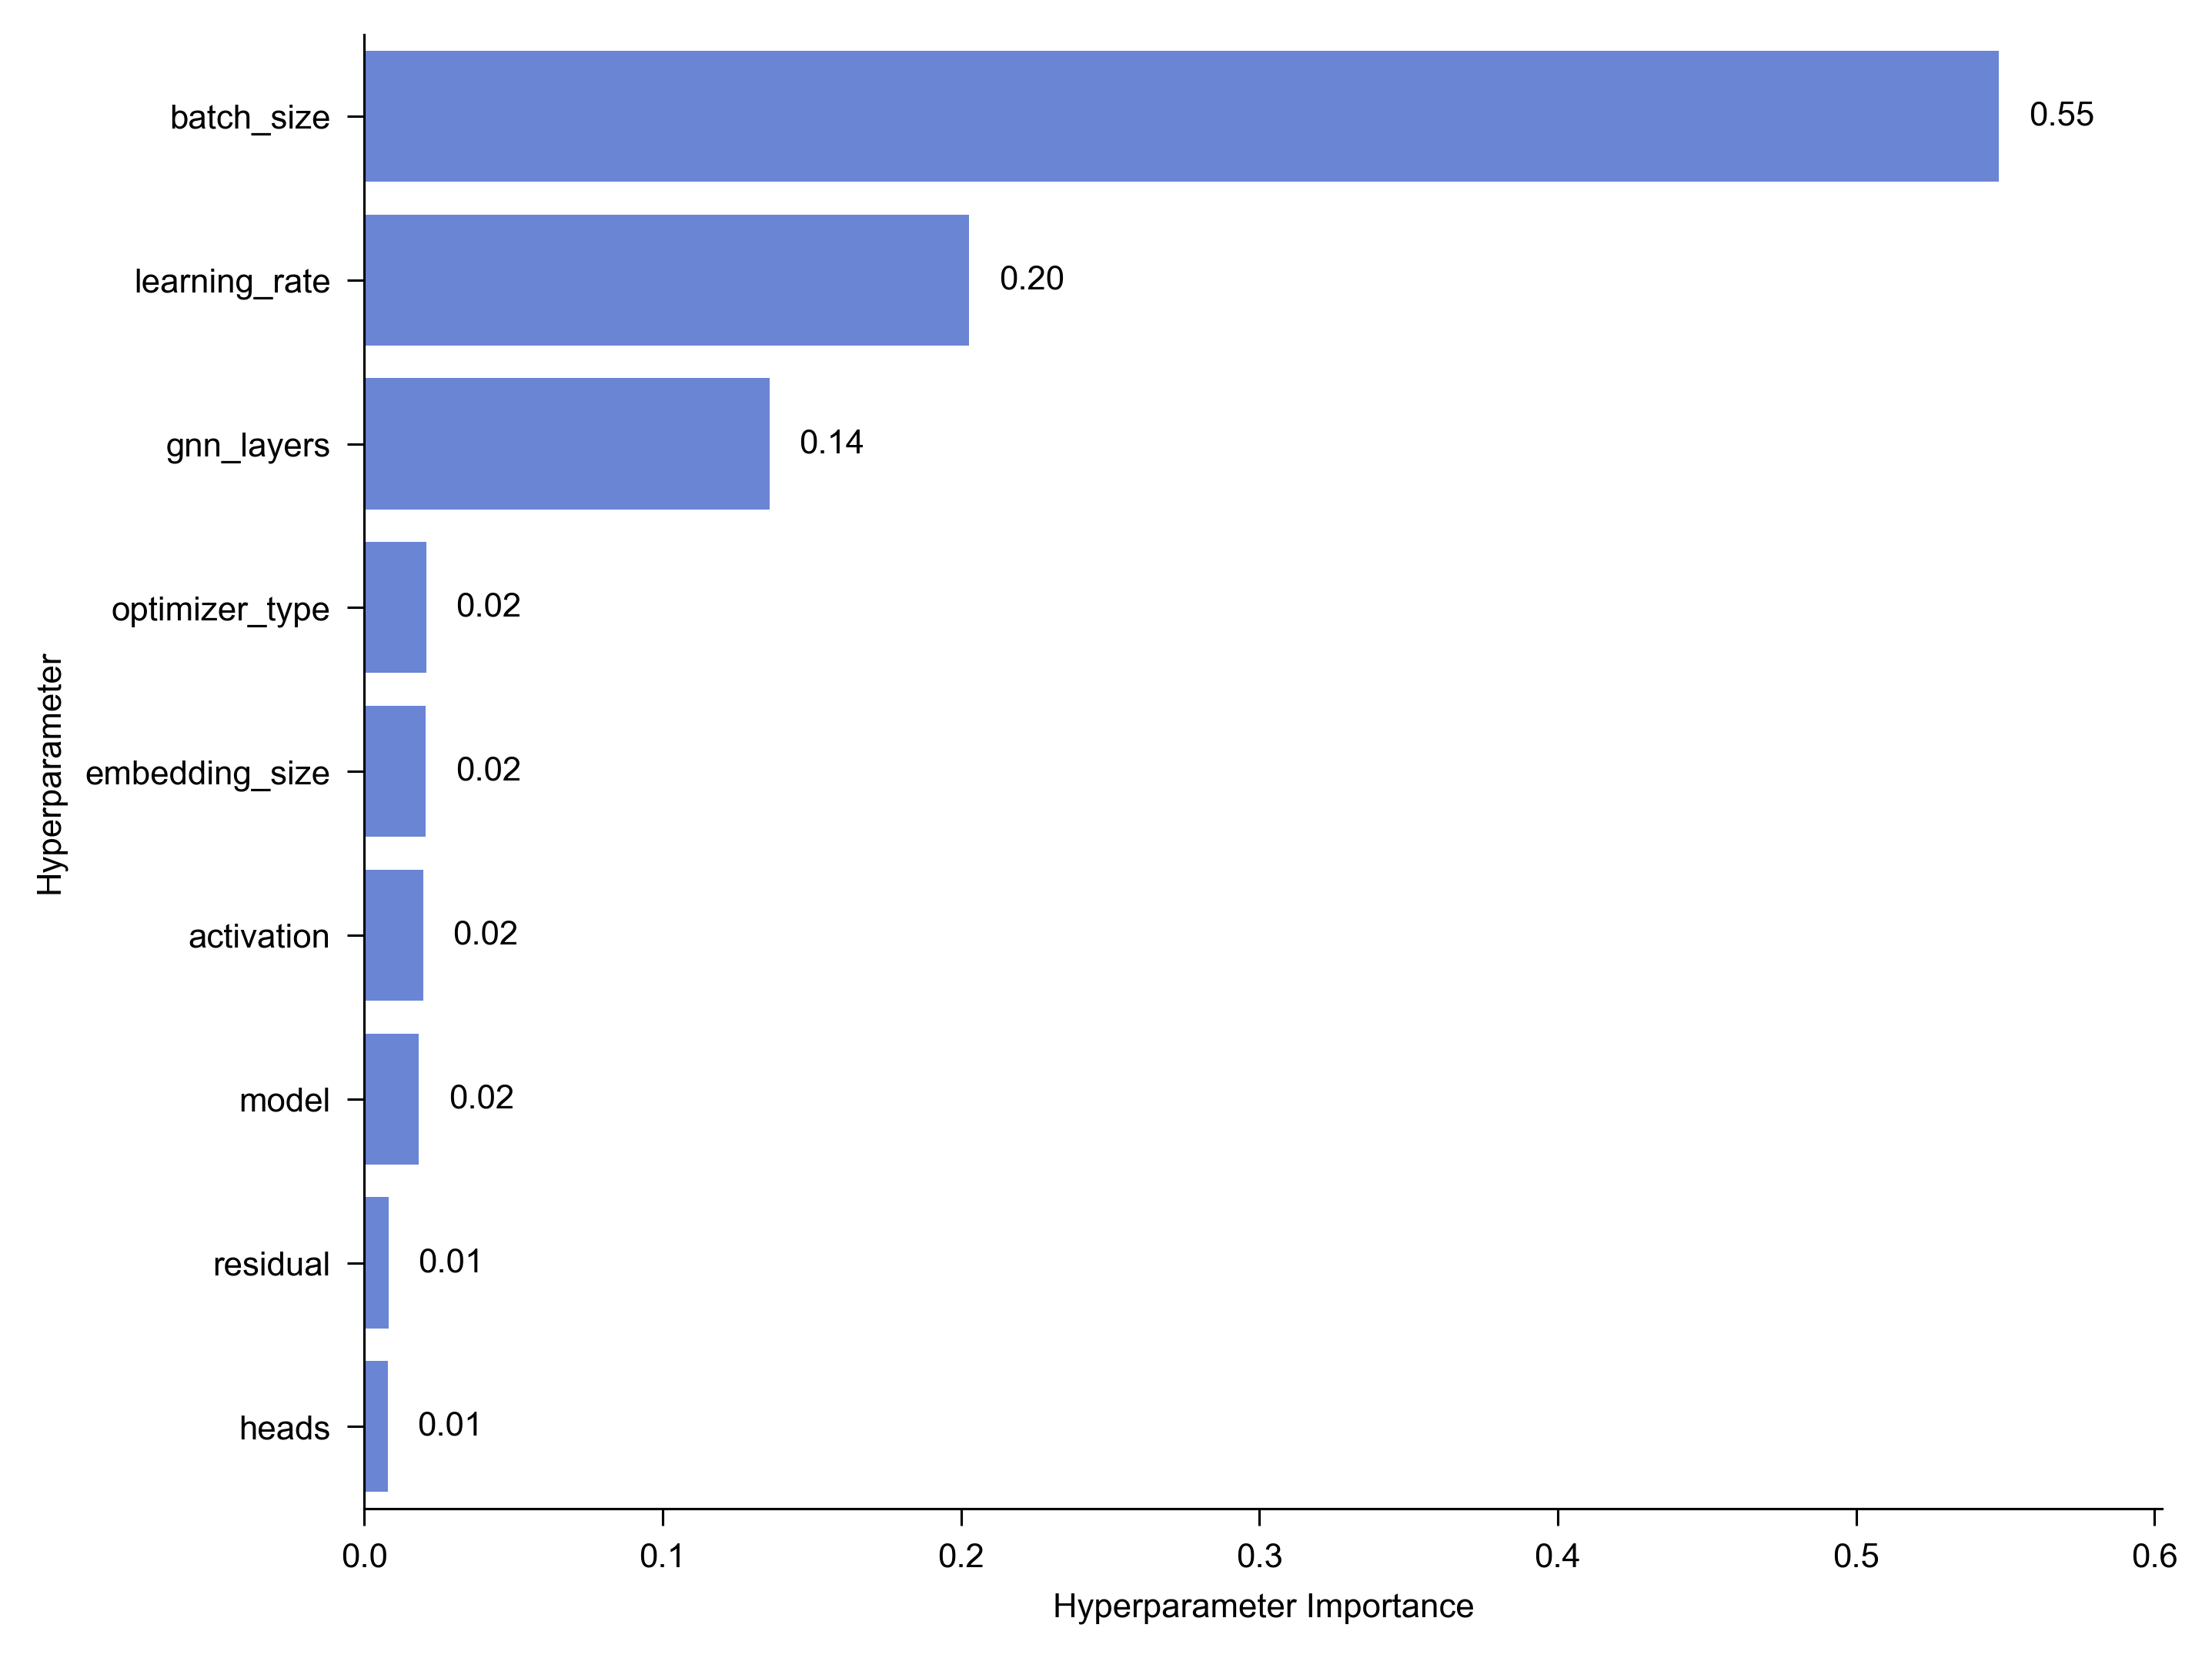 batch_size 0.55
learning_rate 0.20
gnn_layers 0.14
optimizer_type 0.02
embedding_size 0.02
activation 0.02
model 0.02
residual 0.01
heads 0.01
Hyperparameter
0.0 0.1 0.2 0.3 0.4 0.5 0.6
Hyperparameter Importance